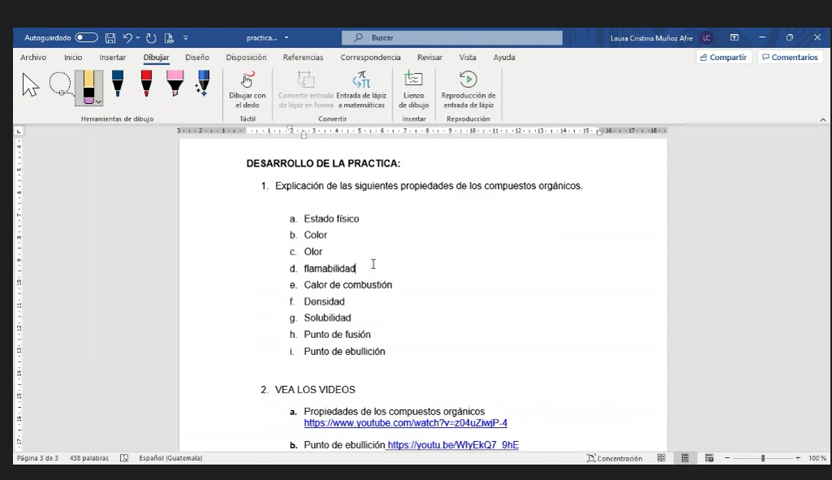 Autoguardado practica... Buscar Laura Cristina Muñoz Afre LC
Archivo Inicio Insertar Dibujar Diseño Disposición Referencias Correspondencia Revisar Vista Ayuda Compartir Comentarios
Dibujar con el dedo
Convertir entrada de lápiz en forma
Entrada de lápiz a matemáticas
Lienzo de dibujo
Reproducción de entrada de lápiz
Herramientas de dibujo Táctil Convertir Insertar Reproducción
DESARROLLO DE LA PRACTICA:
1. Explicación de las siguientes propiedades de los compuestos orgánicos.
a. Estado físico
b. Color
c. Olor
d. flamabilidad
e. Calor de combustión
f. Densidad
g. Solubilidad
h. Punto de fusión
i. Punto de ebullición
2. VEA LOS VIDEOS
a. Propiedades de los compuestos orgánicos
https://www.youtube.com/watch?v=z04uZiwjP-4
b. Punto de ebullición https://youtu.be/WIyEkQ7_9hE
Página 3 de 3 438 palabras Español (Guatemala) Concentración 100 %